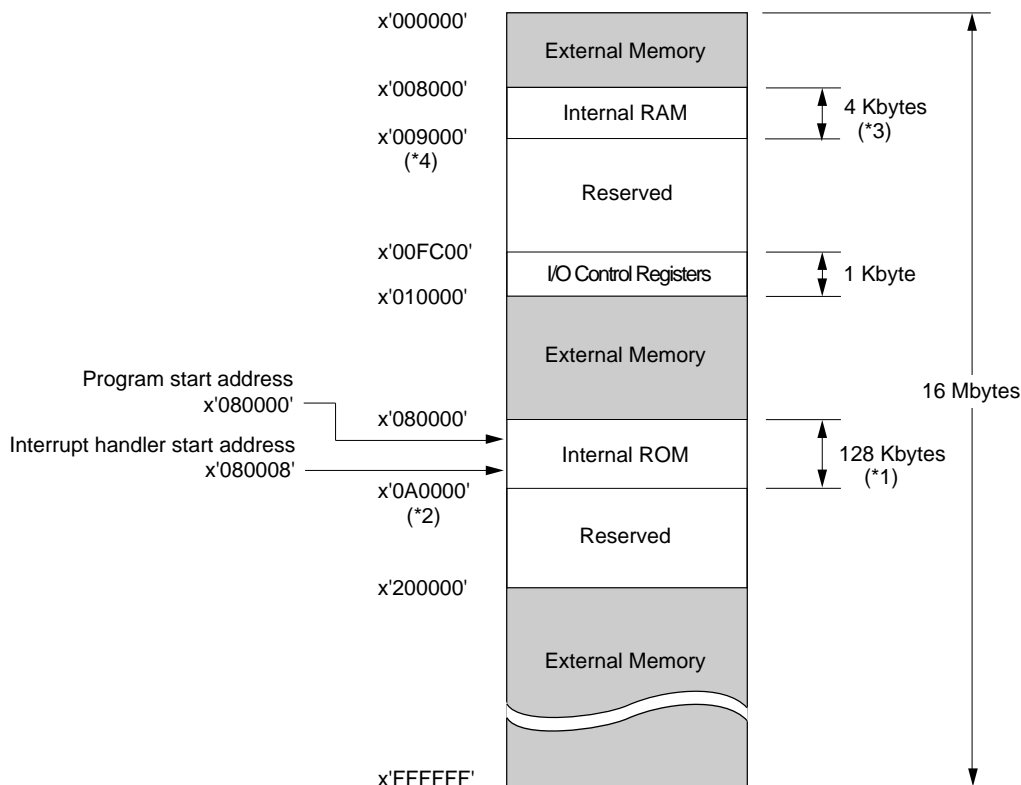 x'000000'
External Memory
x'008000'
Internal RAM
4 Kbytes
(*3)
x'009000'
(*4)
Reserved
x'00FC00'
I/O Control Registers
1 Kbyte
x'010000'
External Memory
Program start address
x'080000'
16 Mbytes
x'080000'
Interrupt handler start address
x'080008'
Internal ROM
128 Kbytes
(*1)
x'0A0000'
(*2)
Reserved
x'200000'
External Memory
x'FFFFFF'